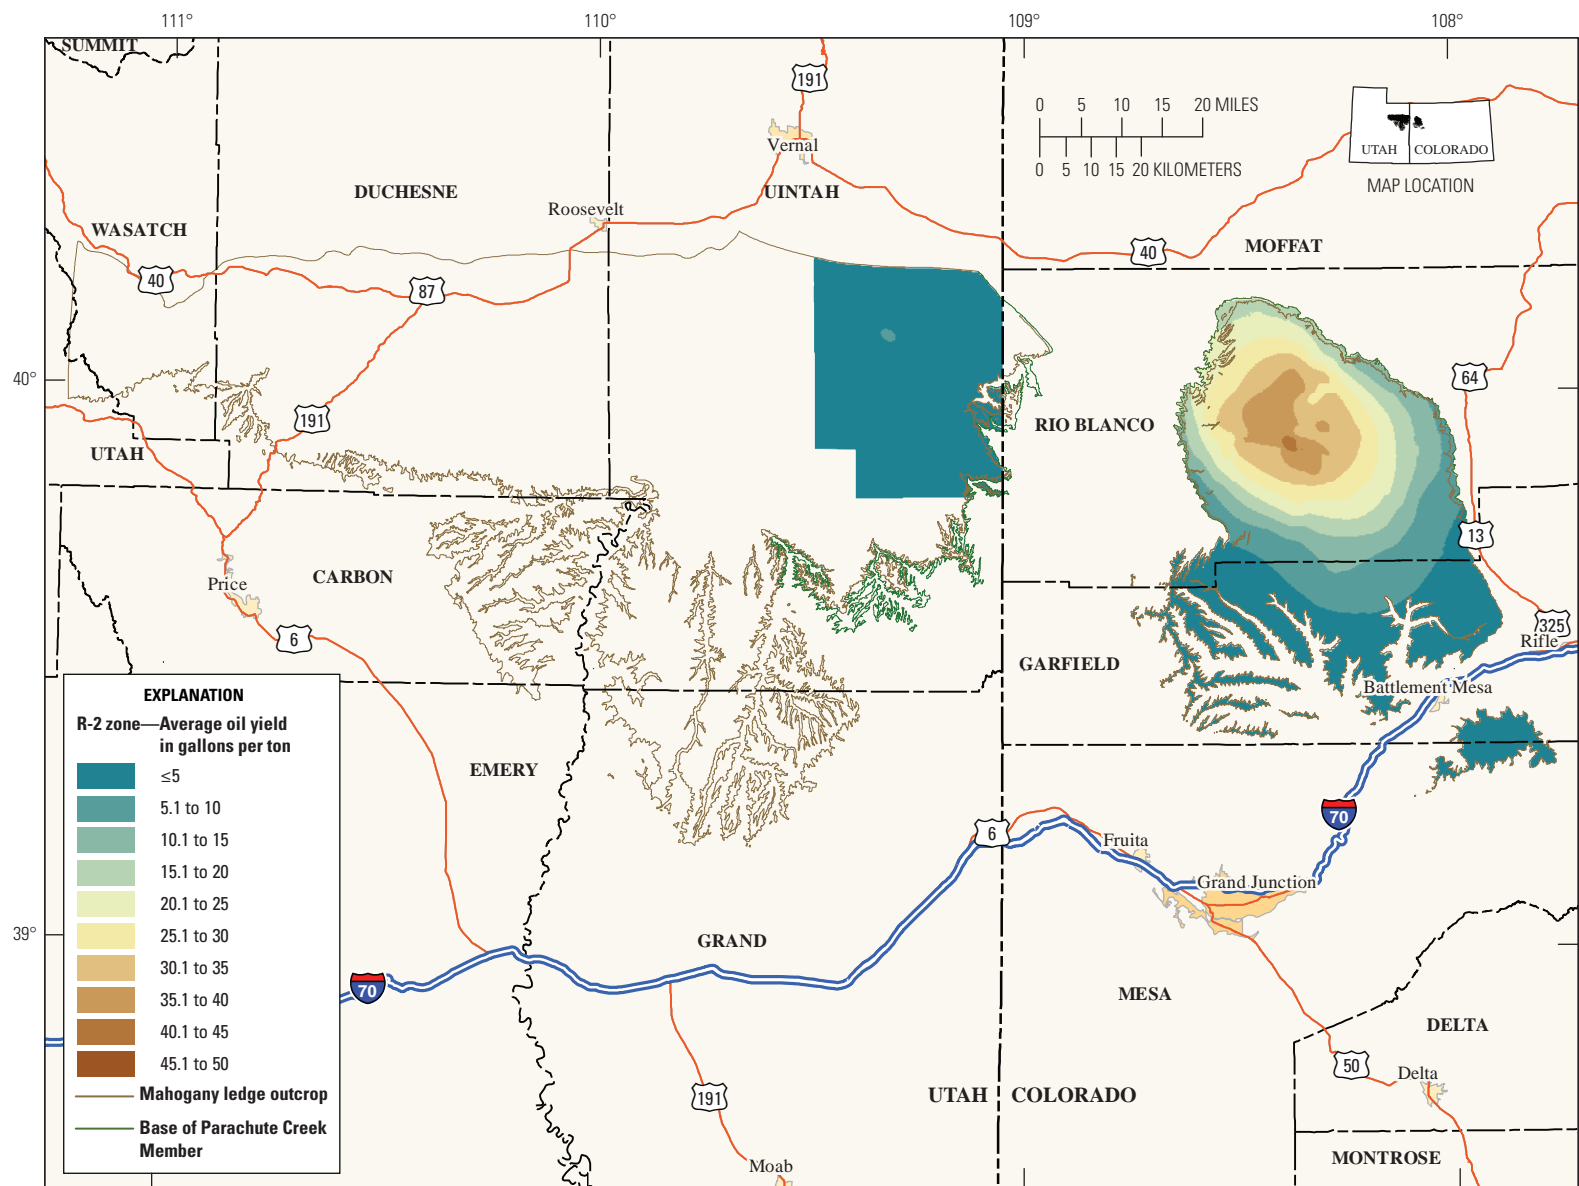 111°
110°
109°
108°
SUMMIT
191
0 5 10 15 20 MILES
0 5 10 15 20 KILOMETERS
UTAH COLORADO
MAP LOCATION
Vernal
DUCHESNE
UINTAH
Roosevelt
WASATCH
MOFFAT
40
40
87
40°
64
191
RIO BLANCO
UTAH
13
CARBON
Price
325
Rifle
6
GARFIELD
Battlement Mesa
EXPLANATION
R-2 zone—Average oil yield
in gallons per ton
≤5
5.1 to 10
10.1 to 15
15.1 to 20
20.1 to 25
25.1 to 30
30.1 to 35
35.1 to 40
40.1 to 45
45.1 to 50
Mahogany ledge outcrop
Base of Parachute Creek
Member
EMERY
70
6
Fruita
Grand Junction
39°
GRAND
70
MESA
DELTA
50
Delta
191
UTAH COLORADO
MONTROSE
Moab